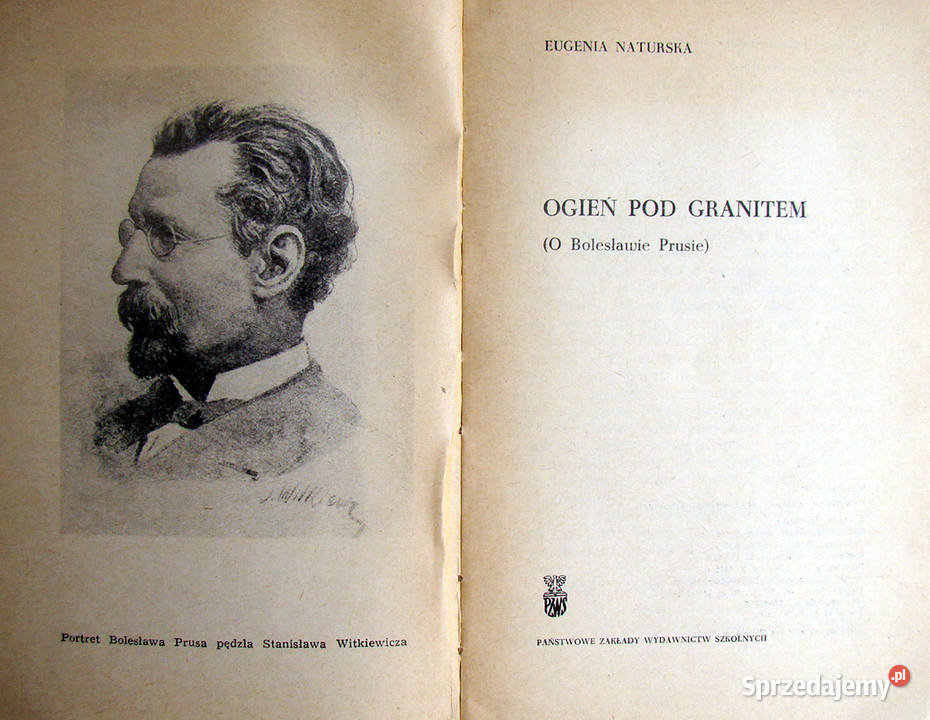 S. Witkiewicz
Portret Bolesława Prusa pędzla Stanisława Witkiewicza
EUGENIA NATURSKA
OGIEŃ POD GRANITEM
(O Bolesławie Prusie)
PZWS
PAŃSTWOWE ZAKŁADY WYDAWNICTW SZKOLNYCH
Sprzedajemy.pl